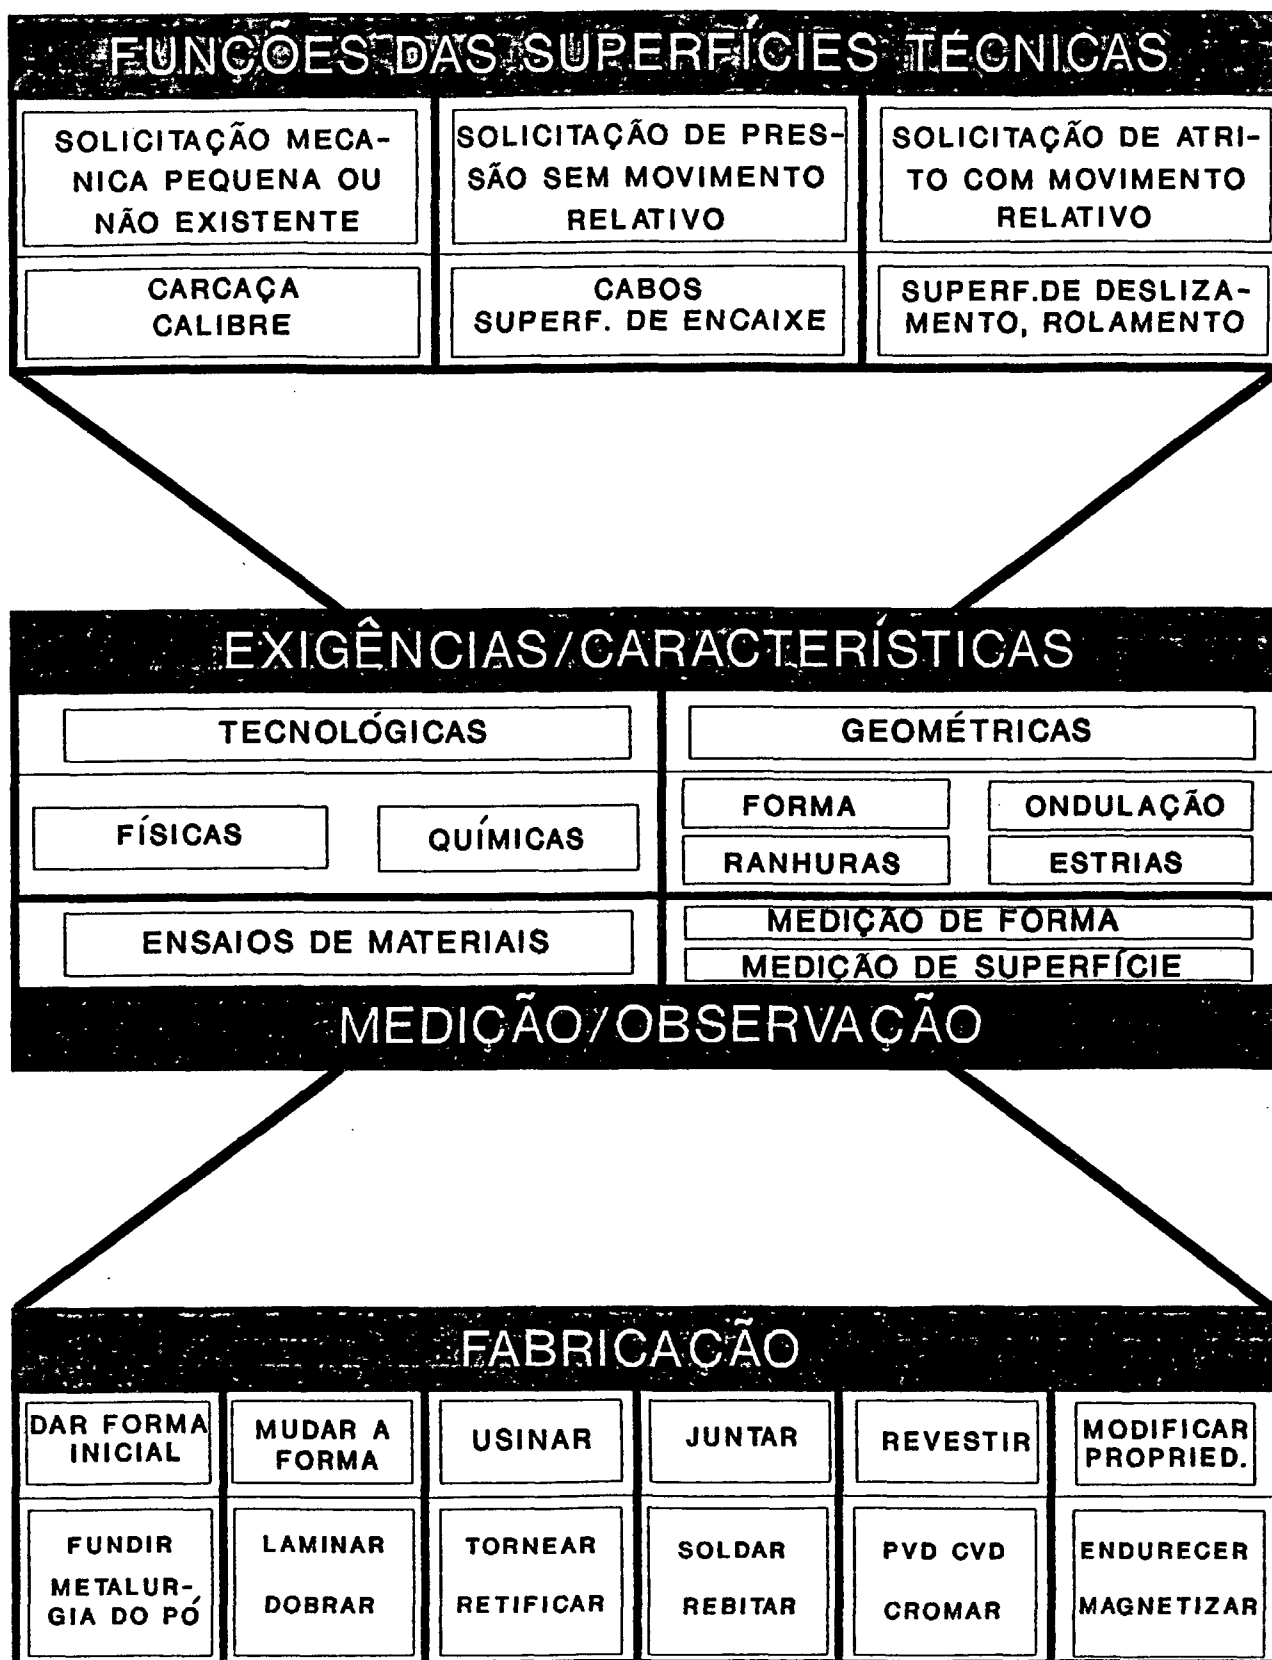 FUNÇÕES DAS SUPERFÍCIES TÉCNICAS
SOLICITAÇÃO MECA-
NICA PEQUENA OU
NÃO EXISTENTE
SOLICITAÇÃO DE PRES-
SÃO SEM MOVIMENTO
RELATIVO
SOLICITAÇÃO DE ATRI-
TO COM MOVIMENTO
RELATIVO
CARCAÇA
CALIBRE
CABOS
SUPERF. DE ENCAIXE
SUPERF.DE DESLIZA-
MENTO, ROLAMENTO
EXIGÊNCIAS/CARACTERÍSTICAS
TECNOLÓGICAS
GEOMÉTRICAS
FÍSICAS
QUÍMICAS
FORMA
ONDULAÇÃO
RANHURAS
ESTRIAS
ENSAIOS DE MATERIAIS
MEDIÇÃO DE FORMA
MEDIÇÃO DE SUPERFÍCIE
MEDIÇÃO/OBSERVAÇÃO
FABRICAÇÃO
DAR FORMA
INICIAL
MUDAR A
FORMA
USINAR
JUNTAR
REVESTIR
MODIFICAR
PROPRIED.
FUNDIR
METALUR-
GIA DO PÓ
LAMINAR
DOBRAR
TORNEAR
RETIFICAR
SOLDAR
REBITAR
PVD CVD
CROMAR
ENDURECER
MAGNETIZAR